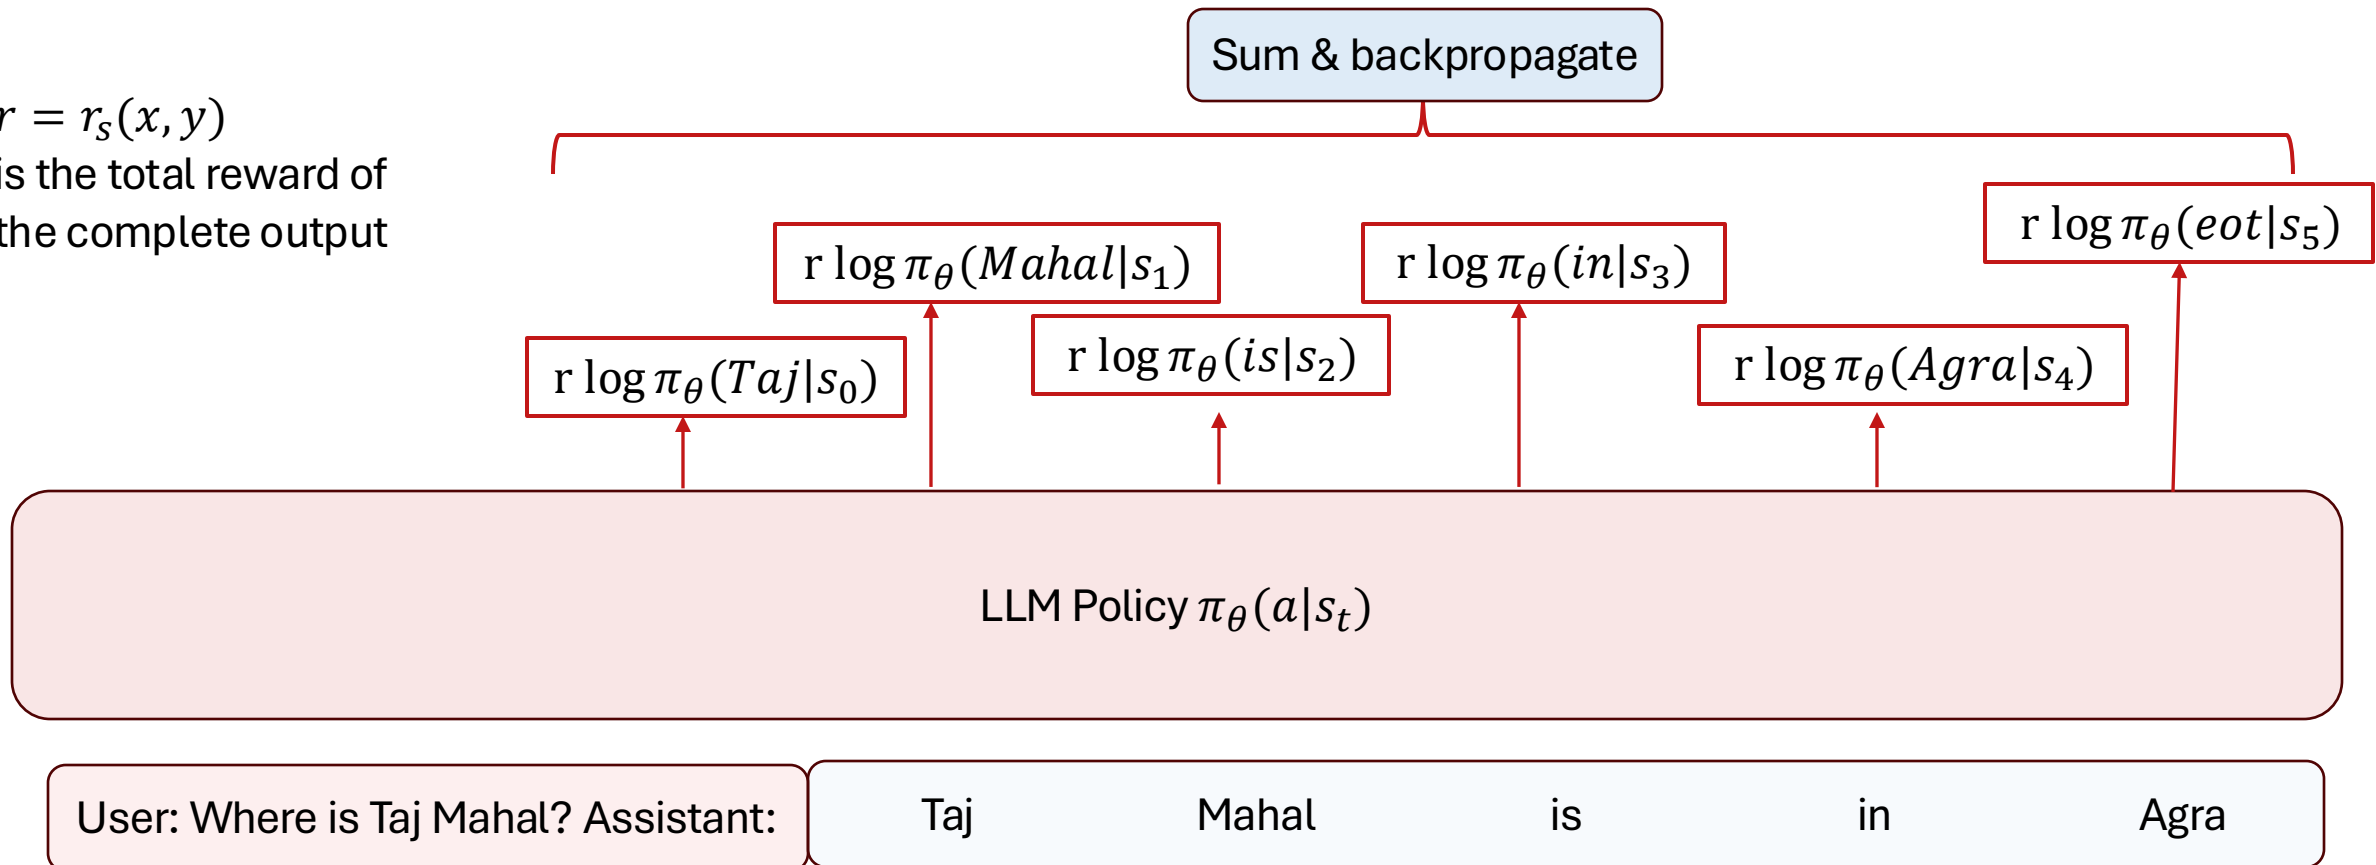 Sum & backpropagate
r = r_s(x, y)
is the total reward of
the complete output
r log π_θ(eot|s_5)
r log π_θ(Mahal|s_1)
r log π_θ(in|s_3)
r log π_θ(is|s_2)
r log π_θ(Agra|s_4)
r log π_θ(Taj|s_0)
LLM Policy π_θ(a|s_t)
User: Where is Taj Mahal? Assistant: Taj Mahal is in Agra